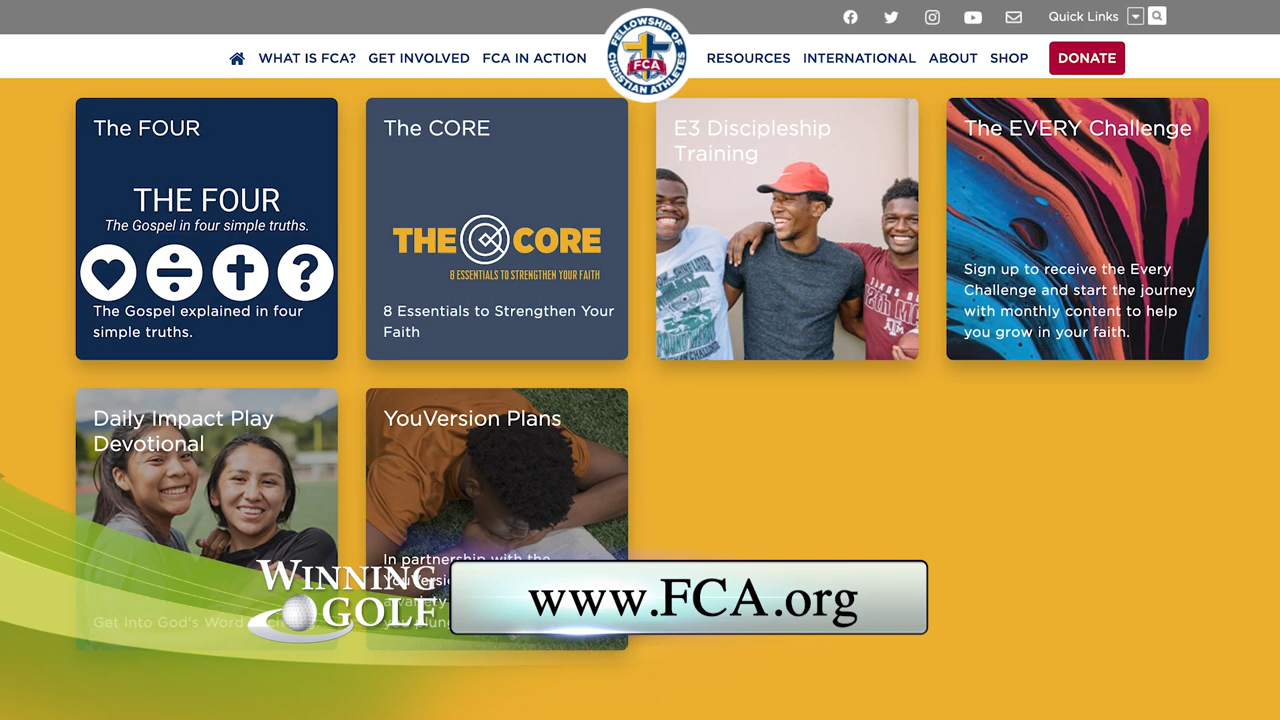 Quick Links
WHAT IS FCA? GET INVOLVED FCA IN ACTION
FELLOWSHIP OF CHRISTIAN ATHLETES
FCA
RESOURCES INTERNATIONAL ABOUT SHOP DONATE
The FOUR
THE FOUR
The Gospel in four simple truths.
The Gospel explained in four
simple truths.
The CORE
THE CORE
8 ESSENTIALS TO STRENGTHEN YOUR FAITH
8 Essentials to Strengthen Your
Faith
E3 Discipleship
Training
12th
ATM
The EVERY Challenge
Sign up to receive the Every
Challenge and start the journey
with monthly content to help
you grow in your faith.
Daily Impact Play
Devotional
Get Into God's Word
YouVersion Plans
In partnership with the
WINNING
GOLF
www.FCA.org